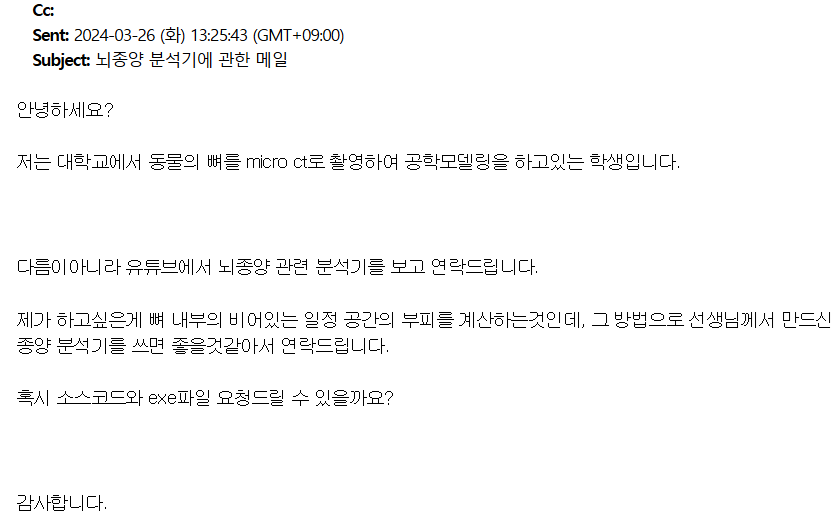 Cc:
Sent: 2024-03-26 (화) 13:25:43 (GMT+09:00)
Subject: 뇌종양 분석기에 관한 메일
안녕하세요?
저는 대학교에서 동물의 뼈를 micro ct로 촬영하여 공학모델링을 하고있는 학생입니다.
다름이아니라 유튜브에서 뇌종양 관련 분석기를 보고 연락드립니다.
제가 하고싶은게 뼈 내부의 비어있는 일정 공간의 부피를 계산하는것인데, 그 방법으로 선생님께서 만드신
종양 분석기를 쓰면 좋을것같아서 연락드립니다.
혹시 소스코드와 exe파일 요청드릴 수 있을까요?
감사합니다.